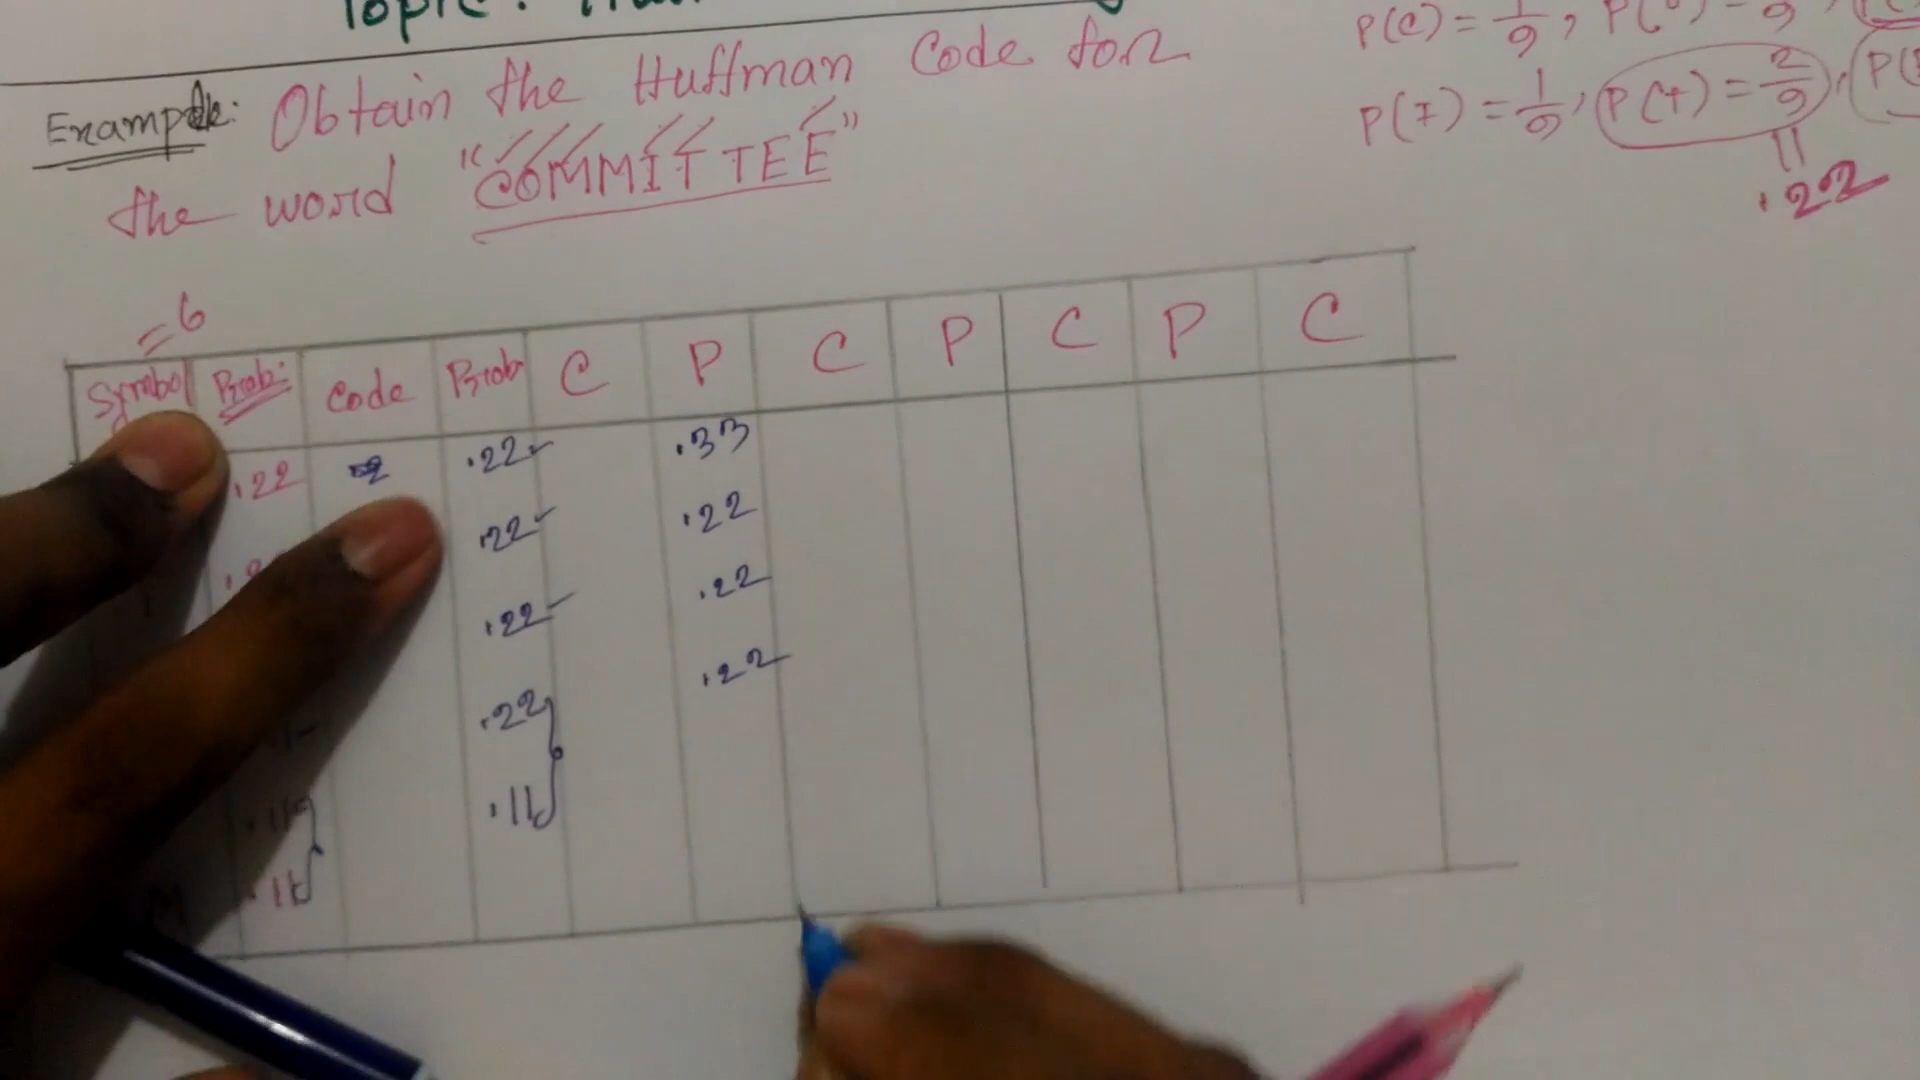 Topic:
Example: Obtain the Huffman Code for
the word "COMMITTEE"
P(C) = 1/9,
P(I) = 1/9, P(T) = 2/9,
.22
=6
Symbol Prob. Code Prob C P C P C P C
.22 .22 .33
.22 .22
.22 .22
.22 .22
.11 .11
M .11